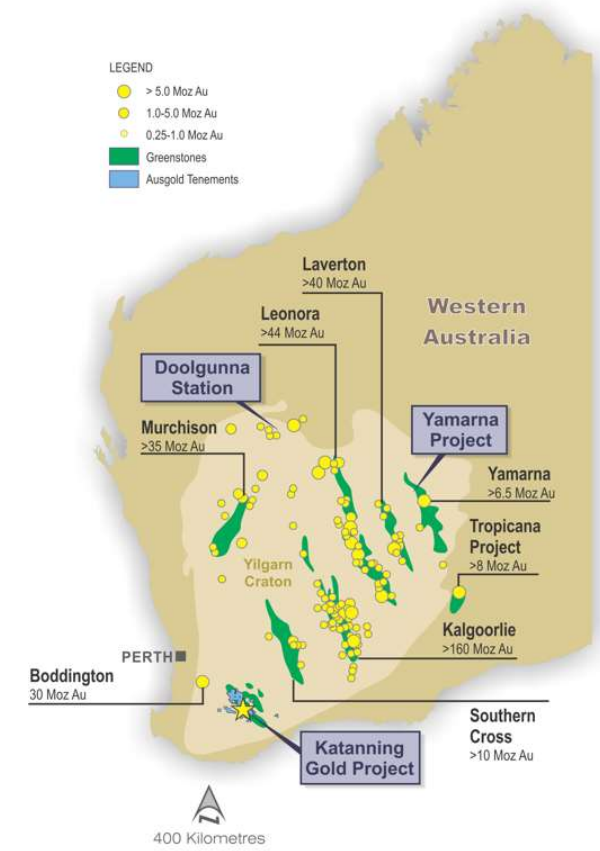 LEGEND
> 5.0 Moz Au
1.0-5.0 Moz Au
0.25-1.0 Moz Au
Greenstones
Ausgold Tenements
Laverton
>40 Moz Au
Western
Australia
Leonora
>44 Moz Au
Doolgunna
Station
Murchison
>35 Moz Au
Yamarna
Project
Yamarna
>6.5 Moz Au
Tropicana
Project
>8 Moz Au
Yilgarn
Craton
Kalgoorlie
>160 Moz Au
PERTH
Boddington
30 Moz Au
Southern
Cross
>10 Moz Au
Katanning
Gold Project
N
400 Kilometres